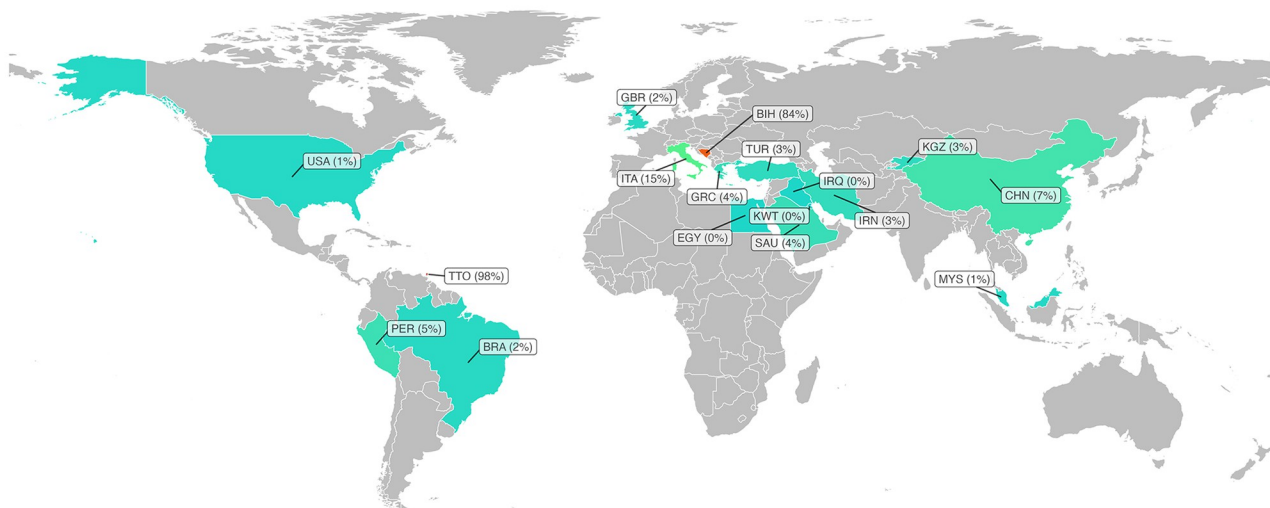 GBR (2%)
BIH (84%)
TUR (3%)
KGZ (3%)
USA (1%)
ITA (15%)
GRC (4%)
IRQ (0%)
CHN (7%)
KWT (0%)
IRN (3%)
EGY (0%)
SAU (4%)
TTO (98%)
MYS (1%)
PER (5%)
BRA (2%)